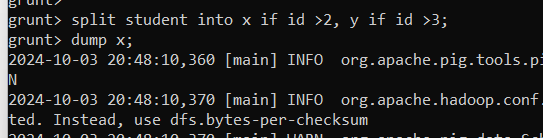 grunt>
grunt> split student into x if id >2, y if id >3;
grunt> dump x;
2024-10-03 20:48:10,360 [main] INFO  org.apache.pig.tools.pi
N
2024-10-03 20:48:10,370 [main] INFO  org.apache.hadoop.conf.
ted. Instead, use dfs.bytes-per-checksum
2024-10-03 20:48:10,370 [main] WARN  org.apache.pig.data.Sch